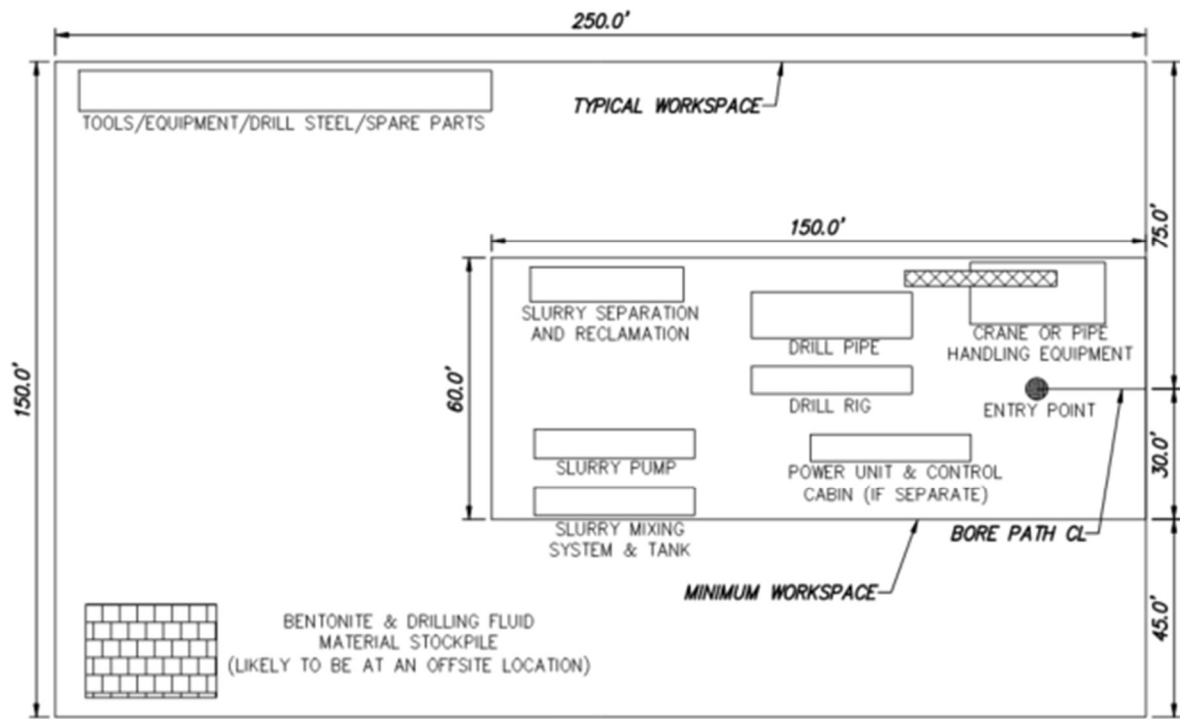 250.0'
TYPICAL WORKSPACE
TOOLS/EQUIPMENT/DRILL STEEL/SPARE PARTS
150.0'
75.0'
SLURRY SEPARATION
AND RECLAMATION
DRILL PIPE
CRANE OR PIPE
HANDLING EQUIPMENT
150.0'
60.0'
DRILL RIG
ENTRY POINT
SLURRY PUMP
POWER UNIT & CONTROL
CABIN (IF SEPARATE)
30.0'
SLURRY MIXING
SYSTEM & TANK
BORE PATH CL
MINIMUM WORKSPACE
45.0'
BENTONITE & DRILLING FLUID
MATERIAL STOCKPILE
(LIKELY TO BE AT AN OFFSITE LOCATION)